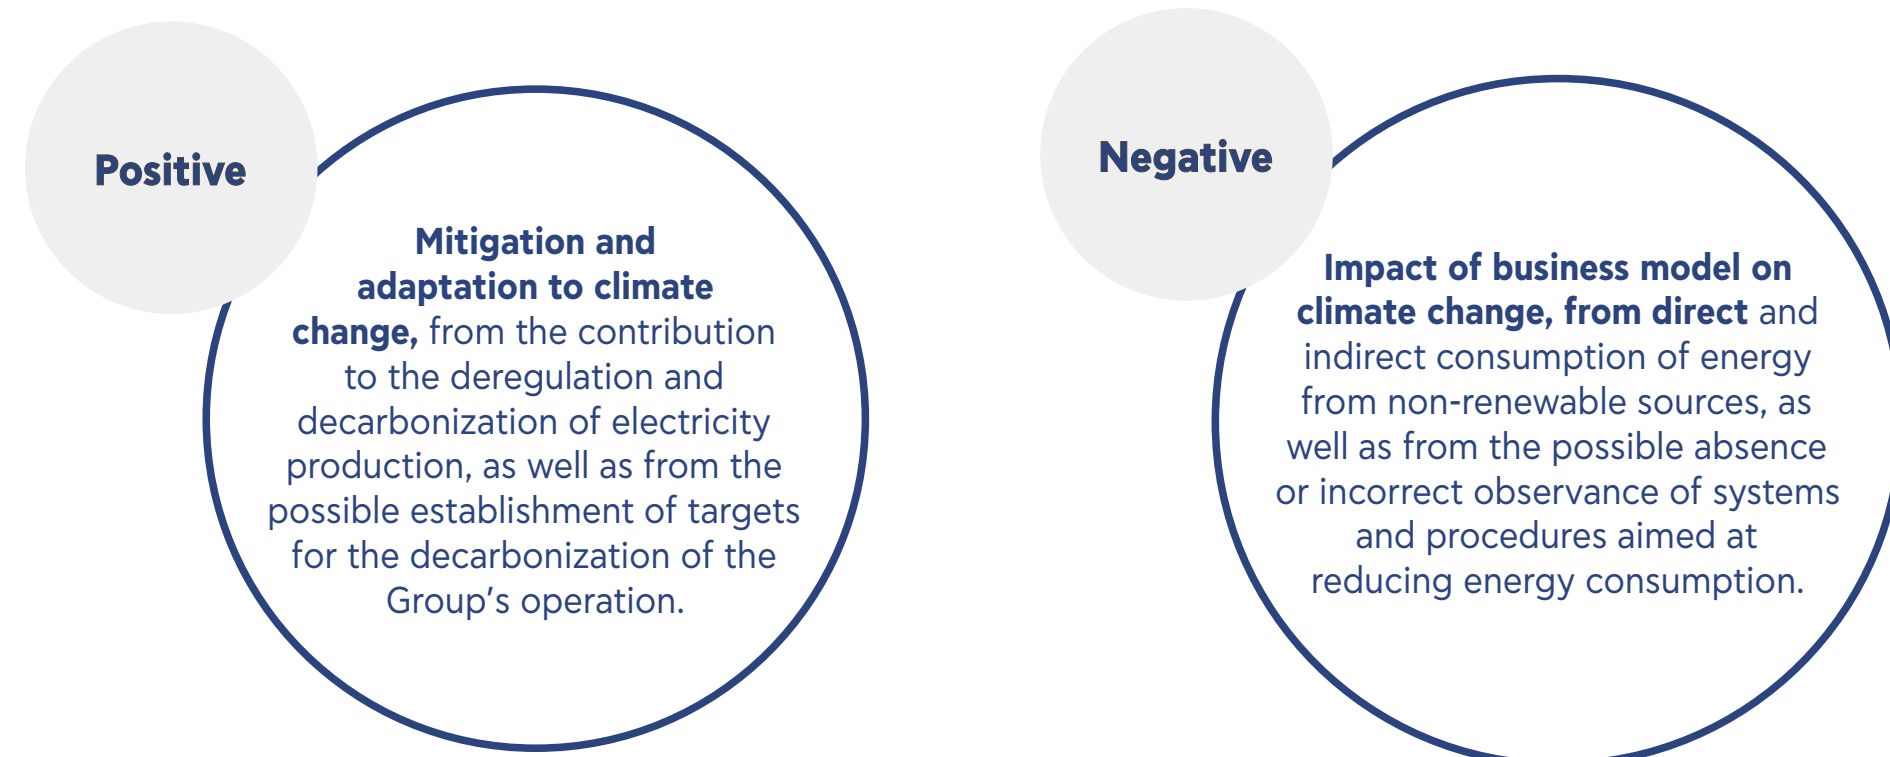 Positive
Mitigation and
adaptation to climate
change, from the contribution
to the deregulation and
decarbonization of electricity
production, as well as from the
possible establishment of targets
for the decarbonization of the
Group’s operation.
Negative
Impact of business model on
climate change, from direct and
indirect consumption of energy
from non-renewable sources, as
well as from the possible absence
or incorrect observance of systems
and procedures aimed at
reducing energy consumption.